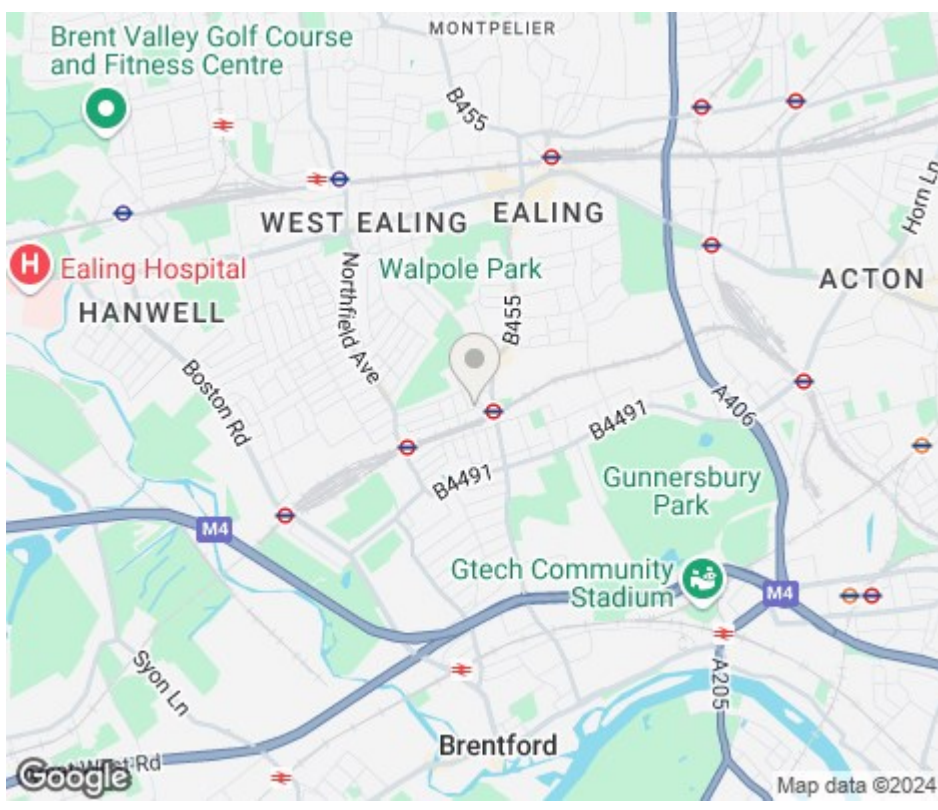 MONTPELIER
Brent Valley Golf Course
and Fitness Centre
B455
Horn Ln
WEST EALING
EALING
H
Ealing Hospital
Walpole Park
ACTON
HANWELL
Northfield Ave
B455
Boston Rd
A406
B4491
B4491
Gunnersbury
Park
M4
Gtech Community
Stadium
M4
Syon Ln
A205
Brentford
West Rd
Google
Map data ©2024